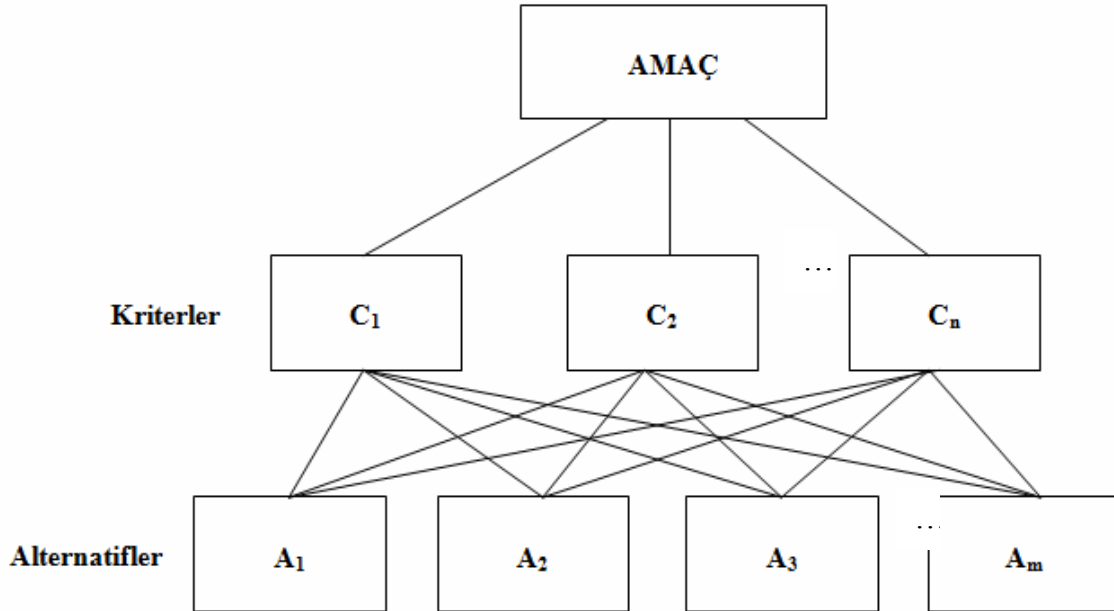 AMAÇ
Kriterler C₁ C₂ ... Cₙ
Alternatifler A₁ A₂ A₃ ... Aₘ